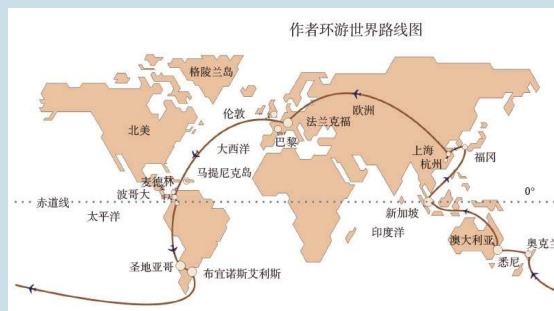 作者环游世界路线图
格陵兰岛
北美
伦敦
欧洲
法兰克福
巴黎
大西洋
上海
杭州
福冈
麦德林
马提尼克岛
波哥大
0°
赤道线
太平洋
新加坡
印度洋
澳大利亚
奥克兰
悉尼
圣地亚哥
布宜诺斯艾利斯